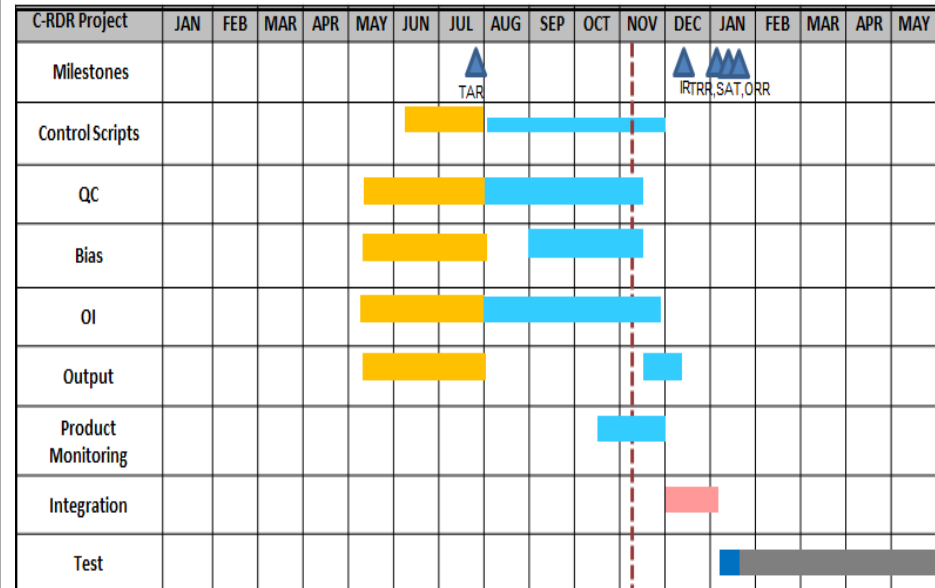 C-RDR Project JAN FEB MAR APR MAY JUN JUL AUG SEP OCT NOV DEC JAN FEB MAR APR MAY
Milestones
TAR
IRTRR,SAT,ORR
Control Scripts
QC
Bias
OI
Output
Product
Monitoring
Integration
Test